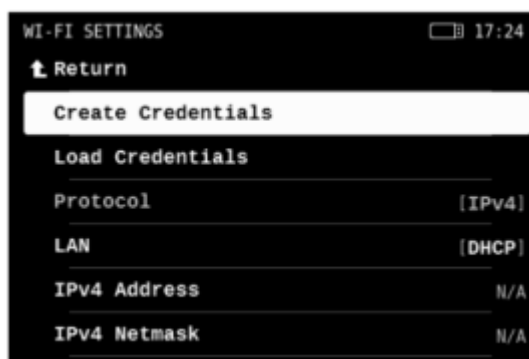 WI-FI SETTINGS 17:24
Return
Create Credentials
Load Credentials
Protocol [IPv4]
LAN [DHCP]
IPv4 Address N/A
IPv4 Netmask N/A